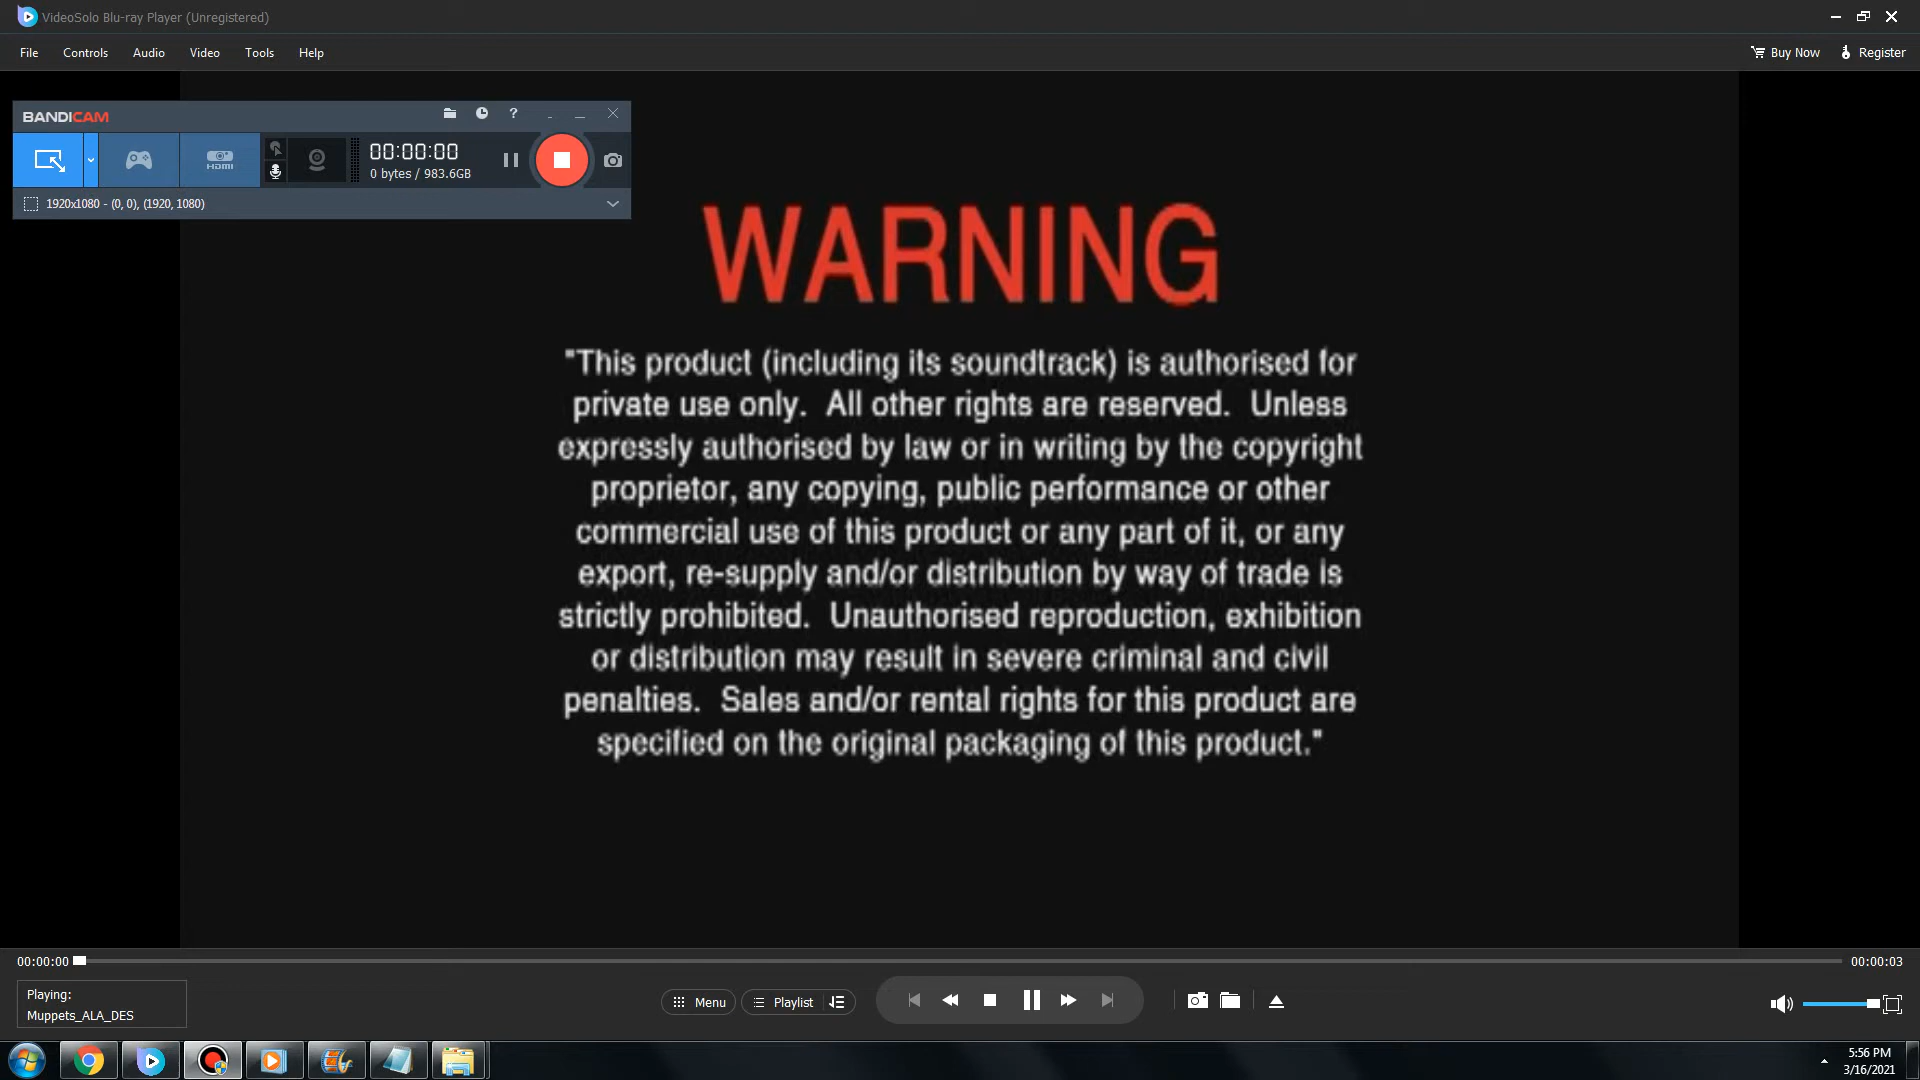 VideoSolo Blu-ray Player (Unregistered)
File Controls Audio Video Tools Help
Buy Now Register
BANDICAM
?
HDMI
00:00:00
0 bytes / 983.6GB
1920x1080 - (0, 0), (1920, 1080)
WARNING
"This product (including its soundtrack) is authorised for
private use only. All other rights are reserved. Unless
expressly authorised by law or in writing by the copyright
proprietor, any copying, public performance or other
commercial use of this product or any part of it, or any
export, re-supply and/or distribution by way of trade is
strictly prohibited. Unauthorised reproduction, exhibition
or distribution may result in severe criminal and civil
penalties. Sales and/or rental rights for this product are
specified on the original packaging of this product."
00:00:00
00:00:03
Playing:
Muppets_ALA_DES
Menu
Playlist
5:56 PM
3/16/2021